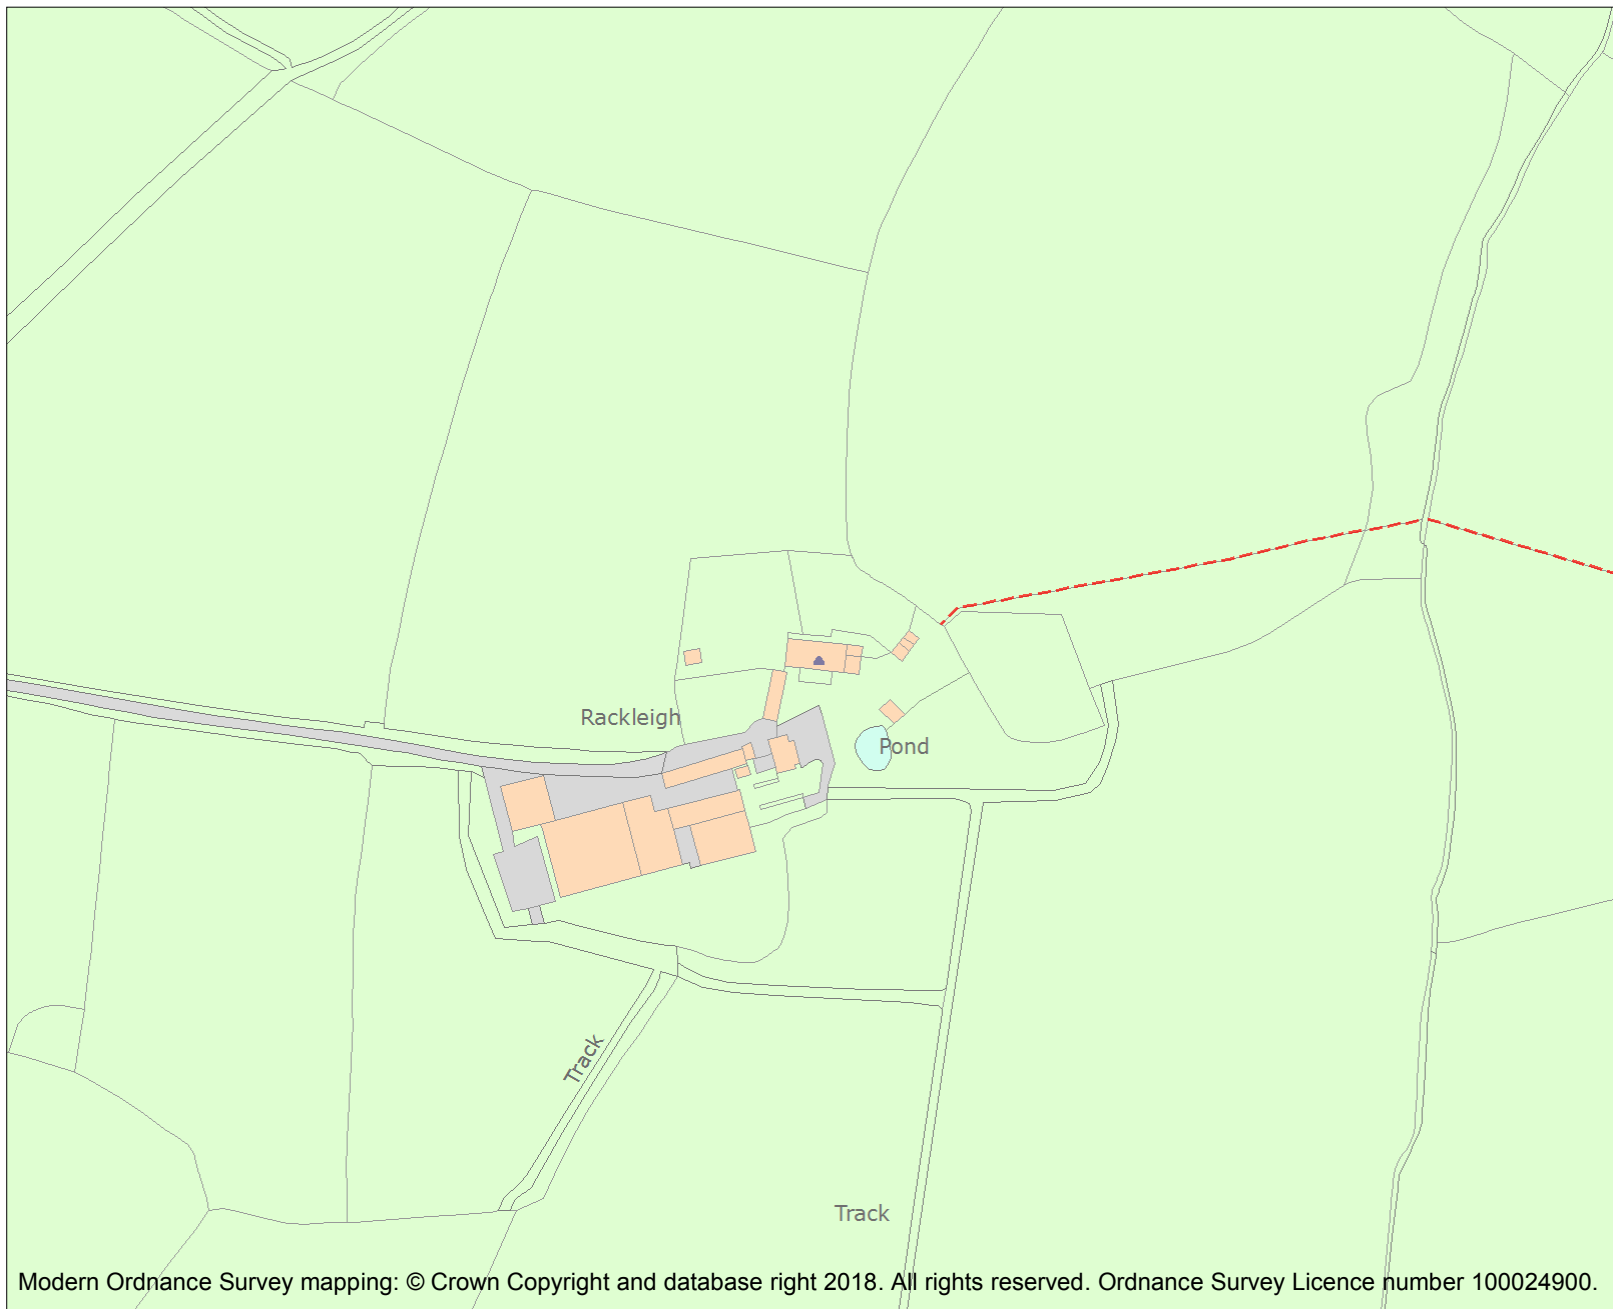 Rackleigh
Pond
Track
Track
Modern Ordnance Survey mapping: © Crown Copyright and database right 2018. All rights reserved. Ordnance Survey Licence number 100024900.